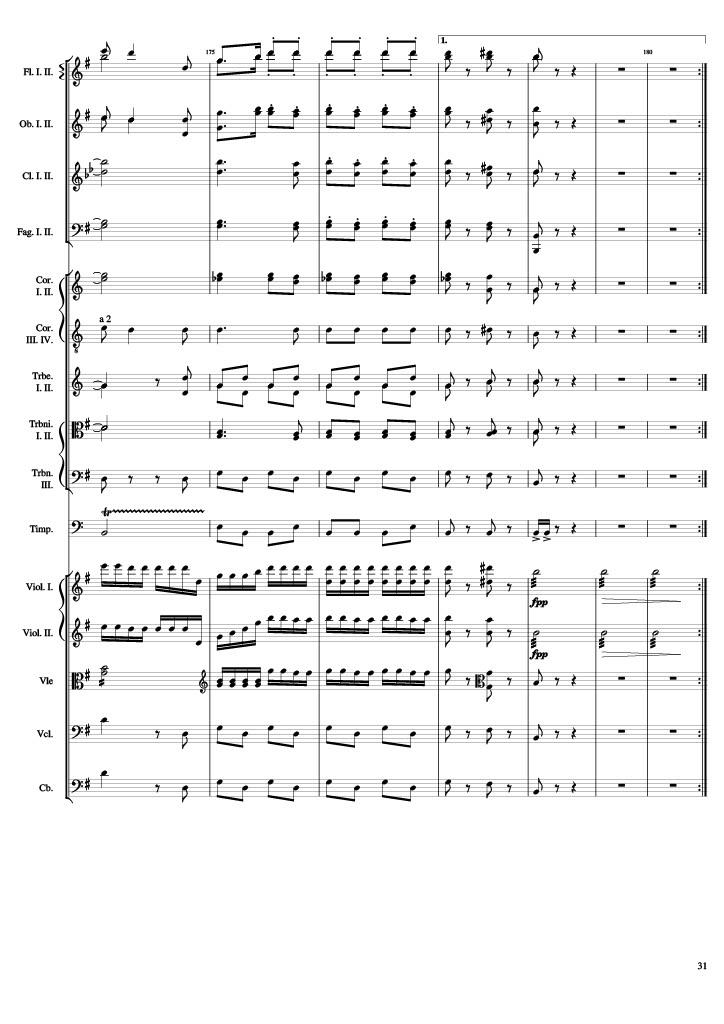 1.
175
180
Fl. I. II.
Ob. I. II.
Cl. I. II.
Fag. I. II.
Cor.
I. II.
a 2
Cor.
III. IV.
Trbe.
I. II.
Trbni.
I. II.
Trbn.
III.
tr
Timp.
Viol. I.
fpp
Viol. II.
fpp
Vle
Vcl.
Cb.
31